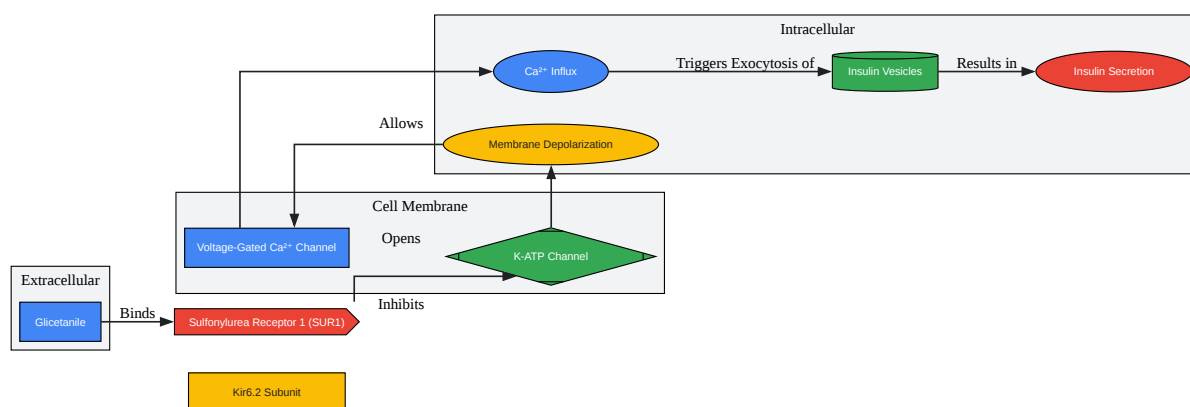 Intracellular
Ca²⁺ Influx
Triggers Exocytosis of
Insulin Vesicles
Results in
Insulin Secretion
Allows
Membrane Depolarization
Cell Membrane
Voltage-Gated Ca²⁺ Channel
Opens
K-ATP Channel
Extracellular
Glicetanile
Binds
Sulfonylurea Receptor 1 (SUR1)
Inhibits
Kir6.2 Subunit